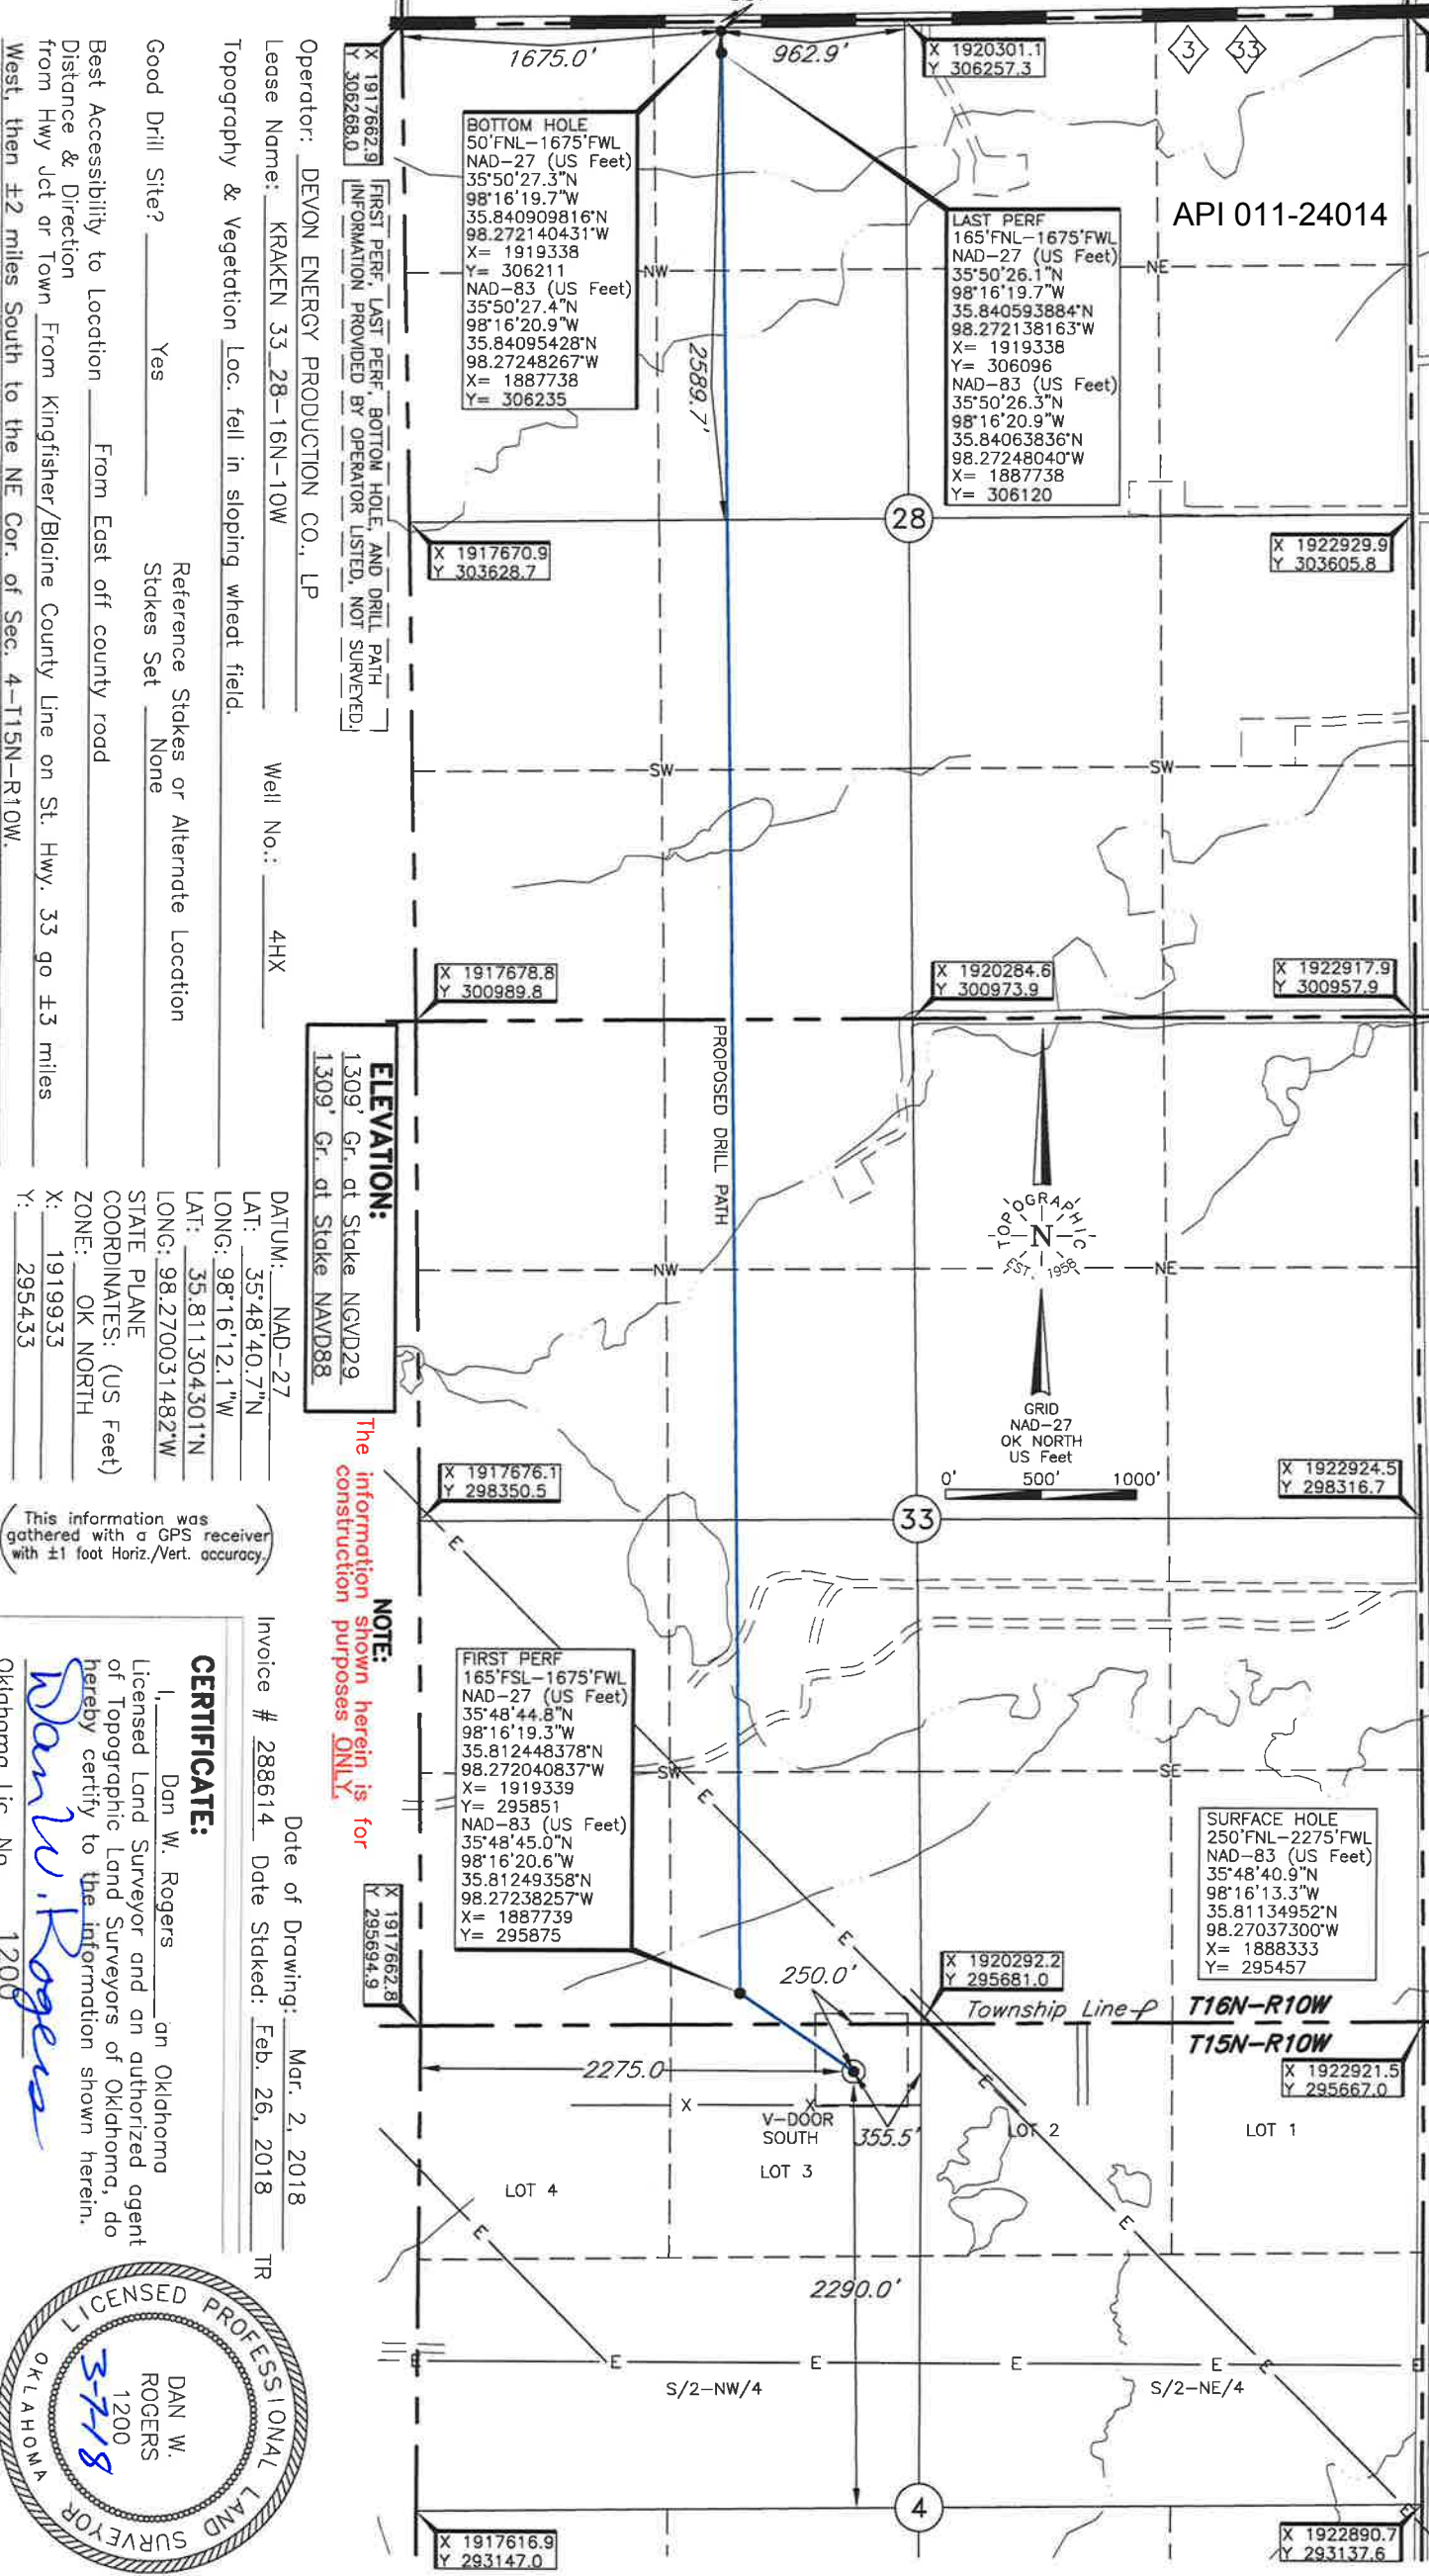 1675.0'
962.9'
X 1920301.1
Y 306257.3
3
33
API 011-24014
BOTTOM HOLE
50'FNL-1675'FWL
NAD-27 (US Feet)
35°50'27.3"N
98°16'19.7"W
35.840909816°N
98.272140431°W
X= 1919338
Y= 306211
NAD-83 (US Feet)
35°50'27.4"N
98°16'20.9"W
35.84095428°N
98.27248267°W
X= 1887738
Y= 306235
LAST PERF
165'FNL-1675'FWL
NAD-27 (US Feet)
35°50'26.1"N
98°16'19.7"W
35.840593884°N
98.272138163°W
X= 1919338
Y= 306096
NAD-83 (US Feet)
35°50'26.3"N
98°16'20.9"W
35.84063836°N
98.27248040°W
X= 1887738
Y= 306120
X 1917662.9
Y 306268.0
NW
NE
2589.7'
28
X 1917670.9
Y 303628.7
X 1922929.9
Y 303605.8
SW
SW
X 1917678.8
Y 300989.8
X 1920284.6
Y 300973.9
X 1922917.9
Y 300957.9
PROPOSED DRILL PATH
TOPOGRAPHIC
N
EST. 1958
NW
NE
GRID
NAD-27
OK NORTH
US Feet
0' 500' 1000'
X 1917676.1
Y 298350.5
X 1922924.5
Y 298316.7
33
E
FIRST PERF
165'FSL-1675'FWL
NAD-27 (US Feet)
35°48'44.8"N
98°16'19.3"W
35.812448378°N
98.272040837°W
X= 1919339
Y= 295851
NAD-83 (US Feet)
35°48'45.0"N
98°16'20.6"W
35.81249358°N
98.27238257°W
X= 1887739
Y= 295875
SW
E
SE
SURFACE HOLE
250'FNL-2275'FWL
NAD-83 (US Feet)
35°48'40.9"N
98°16'13.3"W
35.81134952°N
98.27037300°W
X= 1888333
Y= 295457
X 1917662.8
Y 295694.9
E
250.0'
X 1920292.2
Y 295681.0
Township Line
T16N-R10W
T15N-R10W
2275.0
X 1922921.5
Y 295667.0
E
X
X
V-DOOR
SOUTH
355.5'
LOT 4
LOT 3
LOT 2
LOT 1
E
E
2290.0'
E
E
E
E
E
E
E
S/2-NW/4
S/2-NE/4
4
E
X 1917616.9
Y 293147.0
X 1922890.7
Y 293137.6
FIRST PERF, LAST PERF, BOTTOM HOLE, AND DRILL PATH
INFORMATION PROVIDED BY OPERATOR LISTED, NOT SURVEYED.
Operator: DEVON ENERGY PRODUCTION CO., LP
Lease Name: KRAKEN 33_28-16N-10W Well No.: 4HX
Topography & Vegetation Loc. fell in sloping wheat field.
Reference Stakes or Alternate Location
Good Drill Site? Yes Stakes Set None
Best Accessibility to Location From East off county road
Distance & Direction
from Hwy Jct or Town From Kingfisher/Blaine County Line on St. Hwy. 33 go ±3 miles
West, then ±2 miles South to the NE Cor. of Sec. 4-T15N-R10W.
ELEVATION:
1309' Gr. at Stake NGVD29
1309' Gr. at Stake NAVD88
NOTE:
The information shown herein is for
construction purposes ONLY.
DATUM: NAD-27
LAT: 35°48'40.7"N
LONG: 98°16'12.1"W
LAT: 35.811304301°N
LONG: 98.270031482°W
STATE PLANE
COORDINATES: (US Feet)
ZONE: OK NORTH
X: 1919933
Y: 295433
This information was
gathered with a GPS receiver
with ±1 foot Horiz./Vert. accuracy.
Date of Drawing: Mar. 2, 2018
Invoice # 288614 Date Staked: Feb. 26, 2018 TR
CERTIFICATE:
I, Dan W. Rogers an Oklahoma
Licensed Land Surveyor and an authorized agent
of Topographic Land Surveyors of Oklahoma, do
hereby certify to the information shown herein.
Dan W. Rogers
Oklahoma Lic. No. 1200
LICENSED PROFESSIONAL LAND SURVEYOR
DAN W.
ROGERS
1200
3-7-18
OKLAHOMA